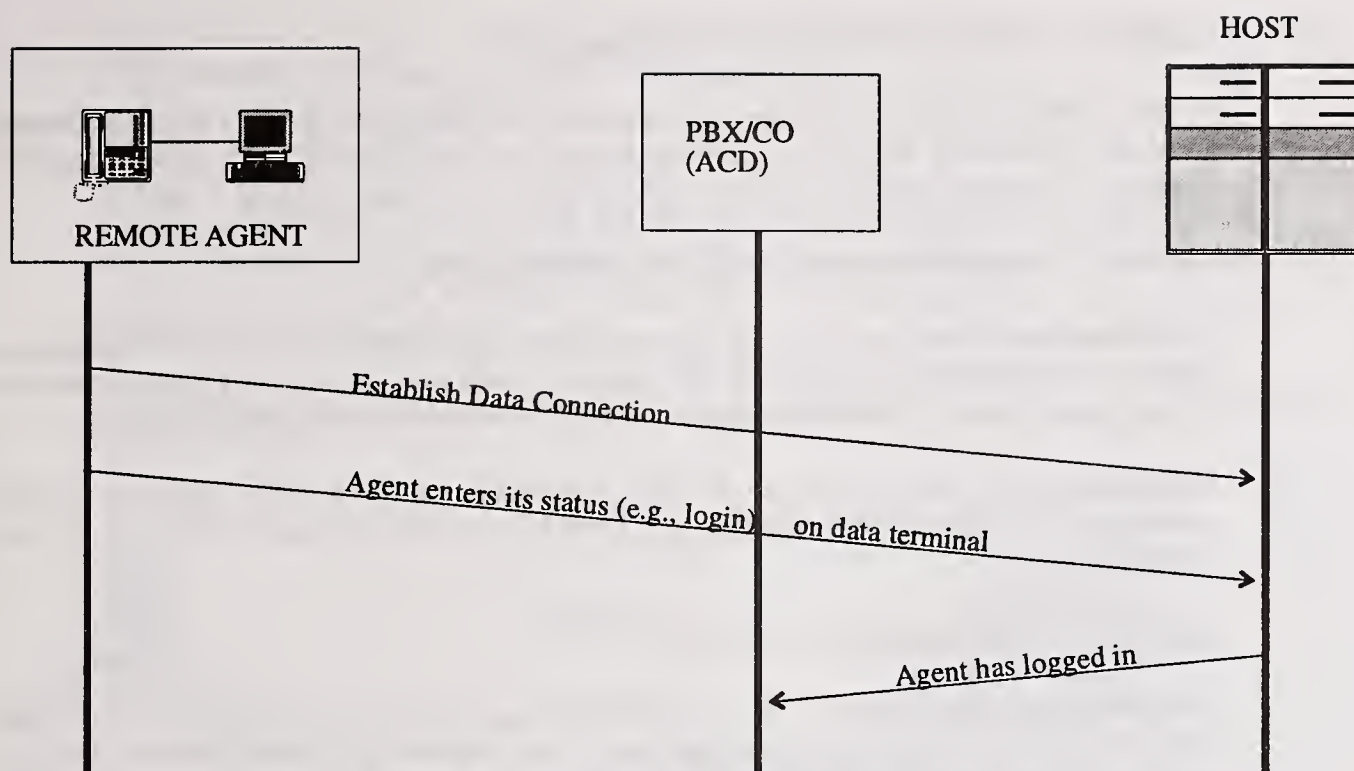 HOST
PBX/CO
(ACD)
REMOTE AGENT
Establish Data Connection
Agent enters its status (e.g., login) on data terminal
Agent has logged in